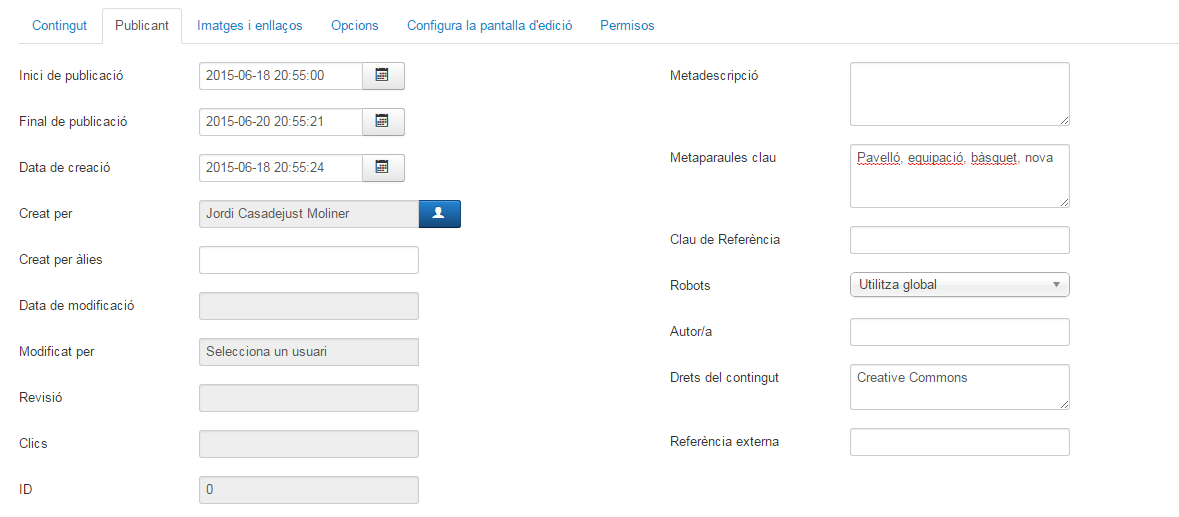 Contingut Publicant Imatges i enllaços Opcions Configura la pantalla d'edició Permisos
Inici de publicació 2015-06-18 20:55:00
Final de publicació 2015-06-20 20:55:21
Data de creació 2015-06-18 20:55:24
Creat per Jordi Casadejust Moliner
Creat per àlies
Data de modificació
Modificat per Selecciona un usuari
Revisió
Clics
ID 0
Metadescripció
Metaparaules clau Pavelló, equipació, bàsquet, nova
Clau de Referència
Robots Utilitza global
Autor/a
Drets del contingut Creative Commons
Referència externa